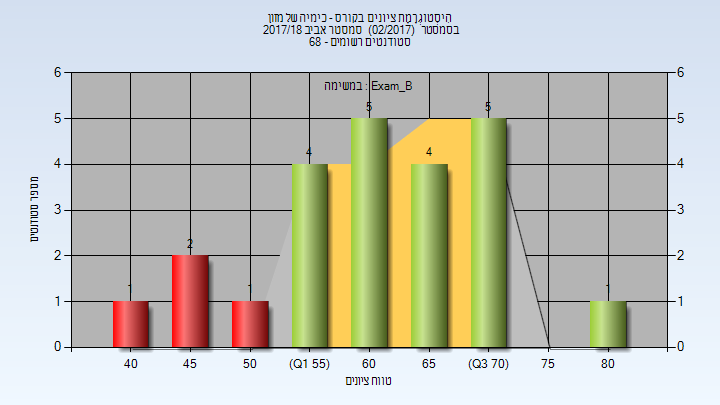 היסטוגרמת ציונים בקורס - כימיה של מזון
בסמסטר (02/2017) סמסטר אביב 2017/18
סטודנטים רשומים - 68
במשימה : Exam_B
מספר סטודנטים
6 6
5 5
4 4
3 3
2 2
1 1
0 0
1 2 1 4 5 4 5 1
40 45 50 (Q1 55) 60 65 (Q3 70) 75 80
טווח ציונים